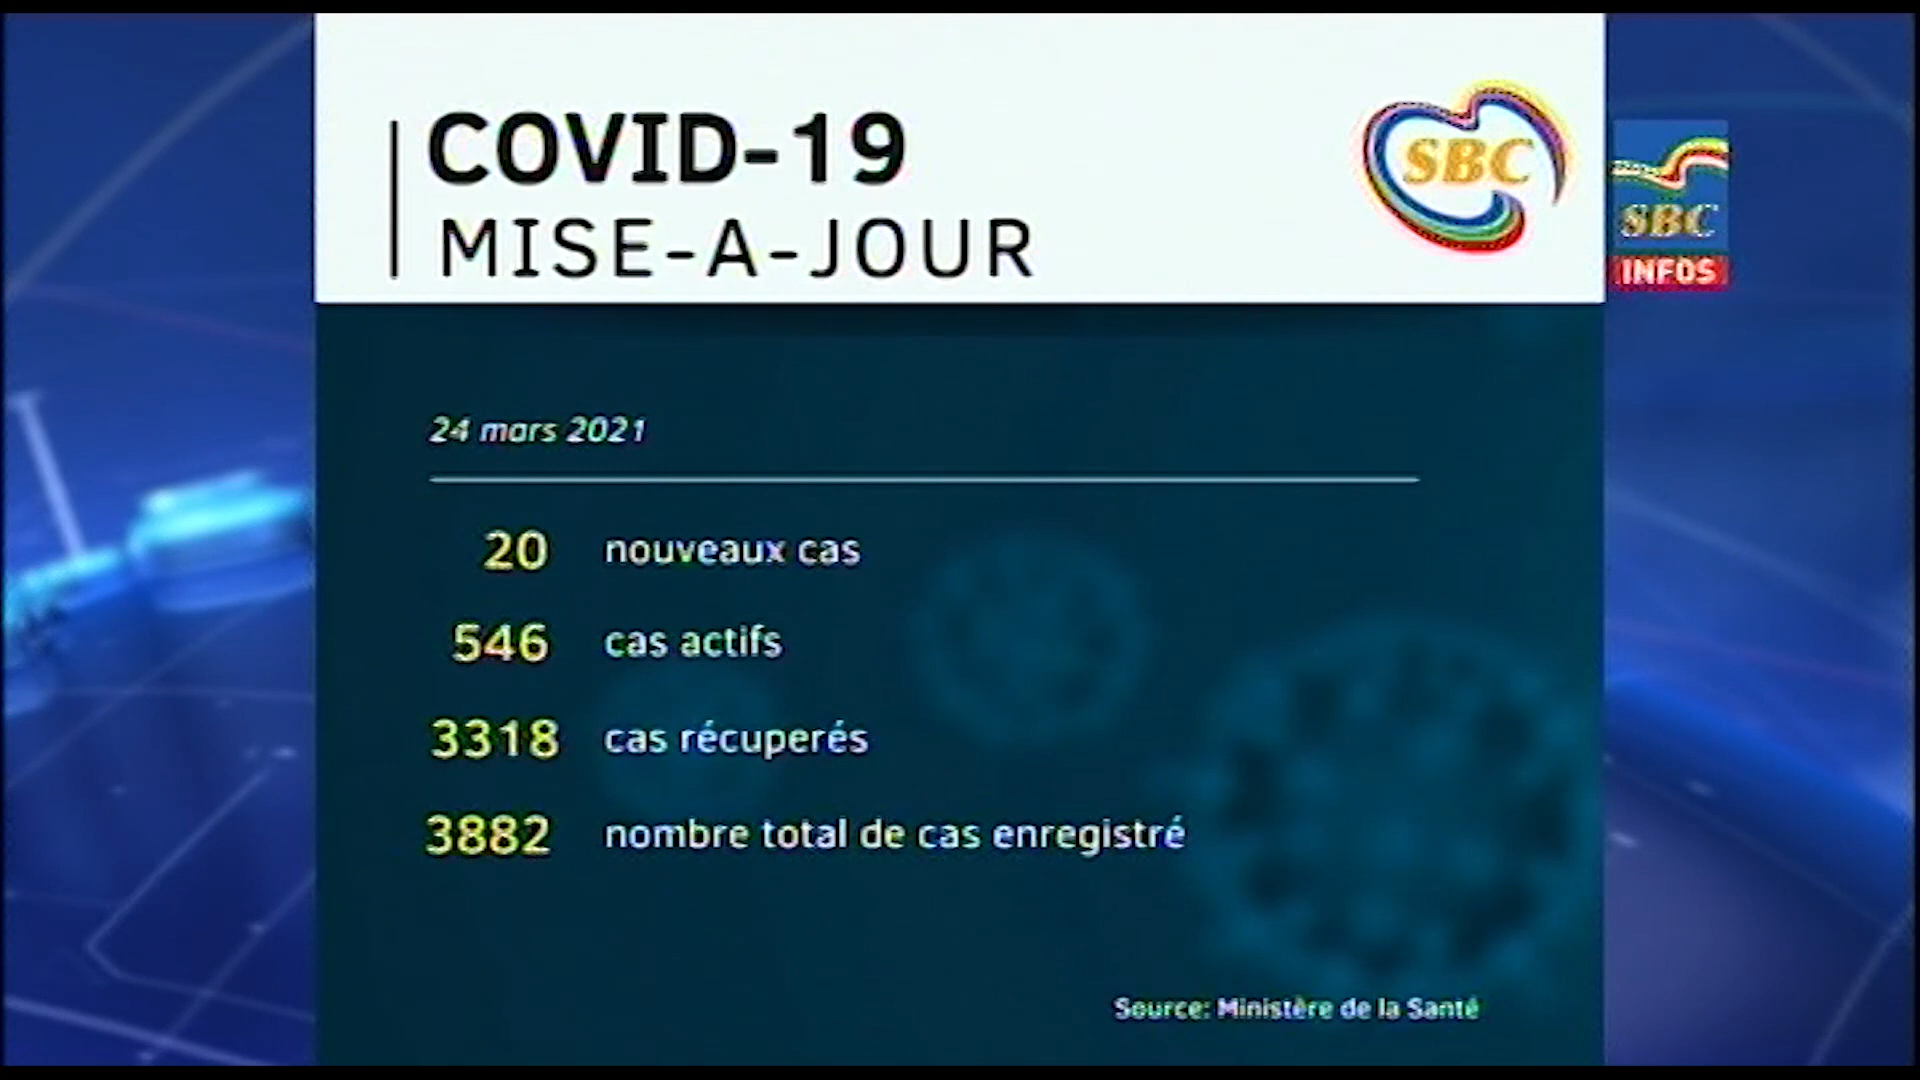 COVID-19
MISE-A-JOUR
SBC
SBC
INFOS
24 mars 2021
20 nouveaux cas
546 cas actifs
3318 cas récuperés
3882 nombre total de cas enregistré
Source: Ministère de la Santé